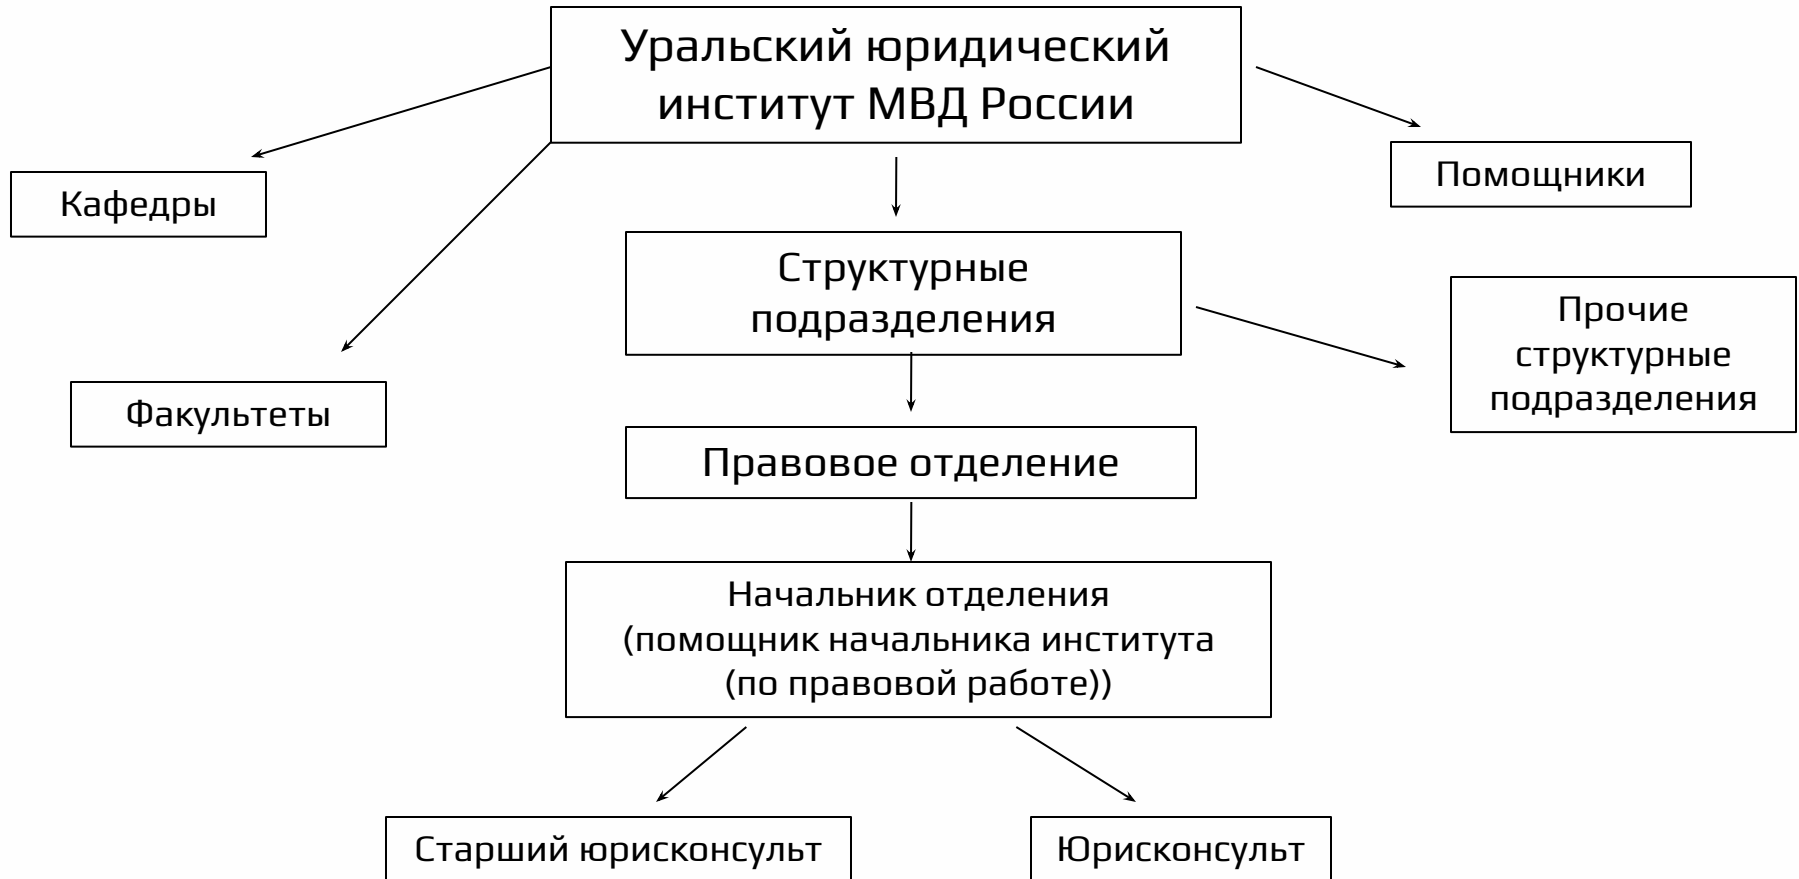 Уральский юридический
институт МВД России
Кафедры
Помощники
Структурные
подразделения
Прочие
структурные
подразделения
Факультеты
Правовое отделение
Начальник отделения
(помощник начальника института
(по правовой работе))
Старший юрисконсульт
Юрисконсульт